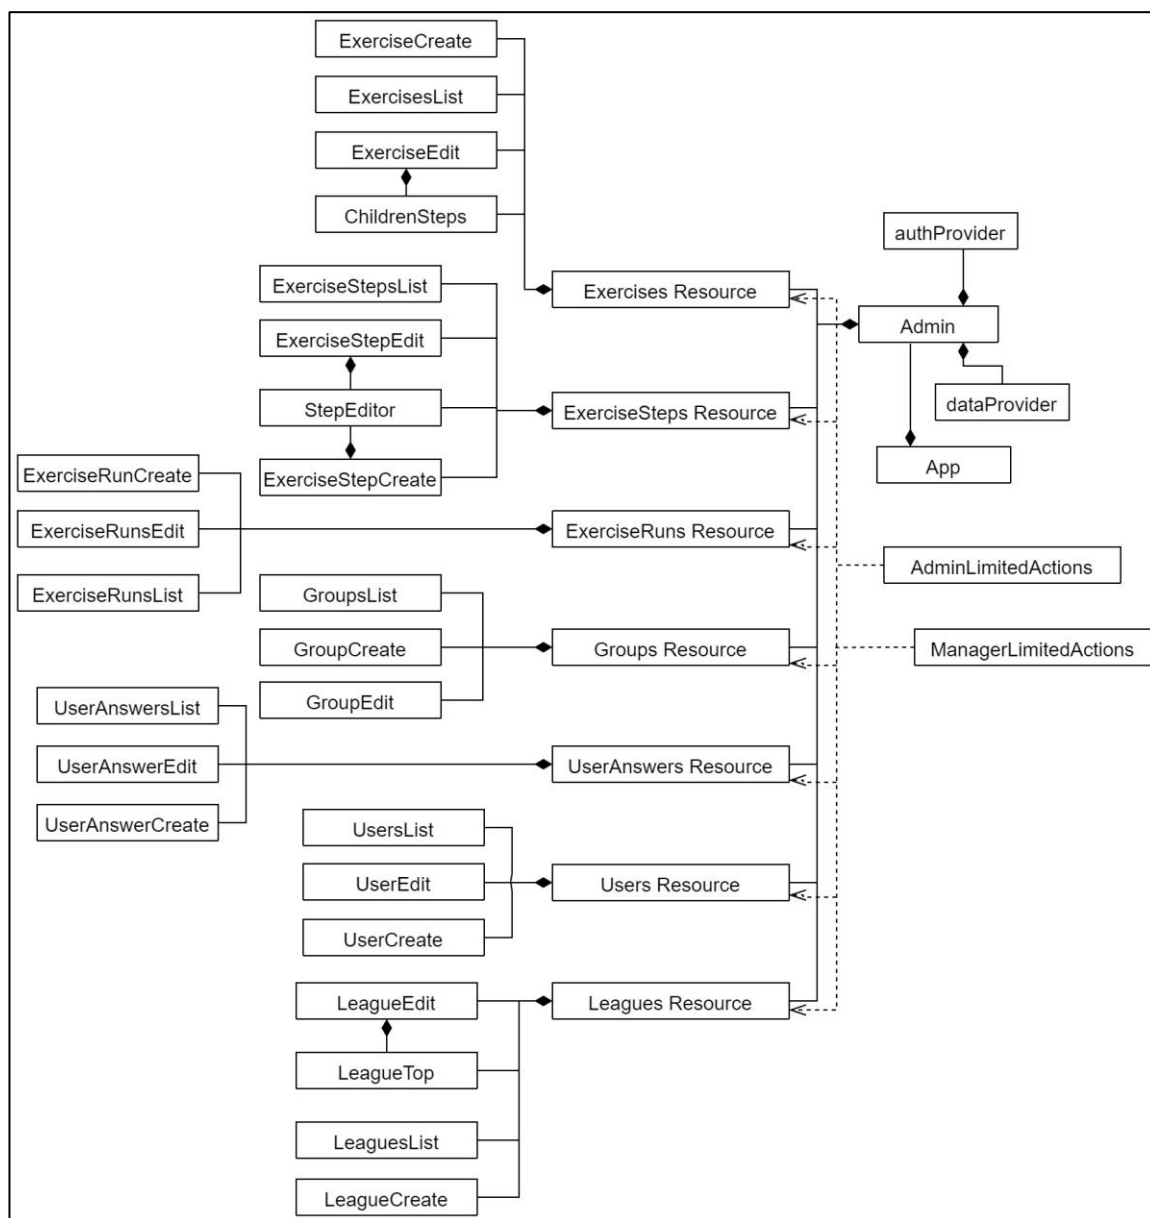 ExerciseCreate
ExercisesList
ExerciseEdit
ChildrenSteps
authProvider
ExerciseStepsList
Exercises Resource
Admin
ExerciseStepEdit
StepEditor
ExerciseSteps Resource
dataProvider
ExerciseRunCreate
ExerciseStepCreate
App
ExerciseRunsEdit
ExerciseRuns Resource
AdminLimitedActions
ExerciseRunsList
GroupsList
GroupCreate
Groups Resource
ManagerLimitedActions
GroupEdit
UserAnswersList
UserAnswerEdit
UserAnswers Resource
UserAnswerCreate
UsersList
UserEdit
Users Resource
UserCreate
LeagueEdit
Leagues Resource
LeagueTop
LeaguesList
LeagueCreate